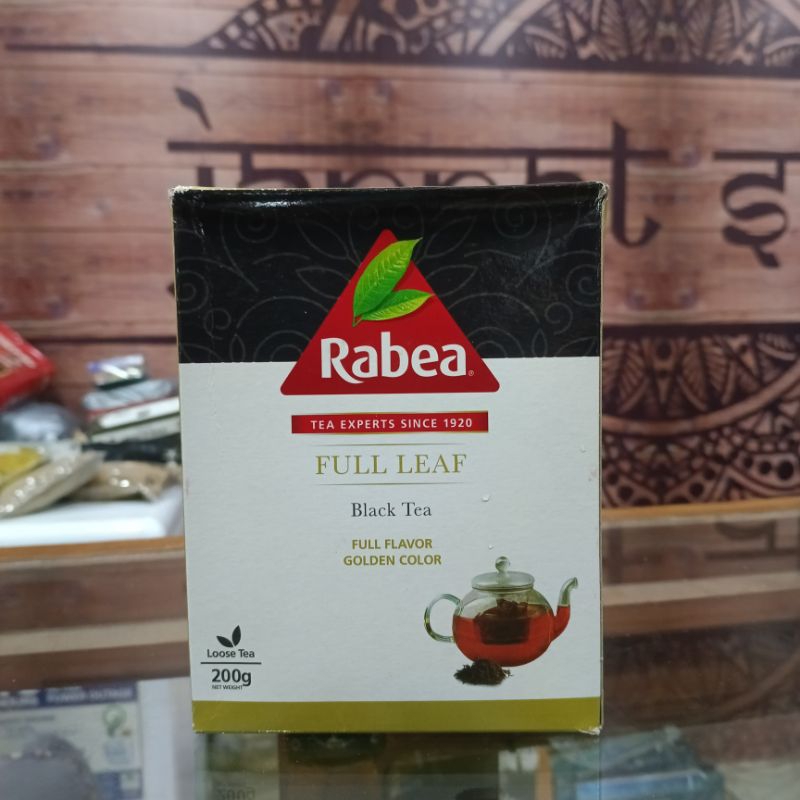 Rabea
TEA EXPERTS SINCE 1920
FULL LEAF
Black Tea
FULL FLAVOR
GOLDEN COLOR
Loose Tea
200g
NET WEIGHT